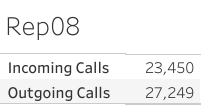 Rep08
Incoming Calls 23,450
Outgoing Calls 27,249